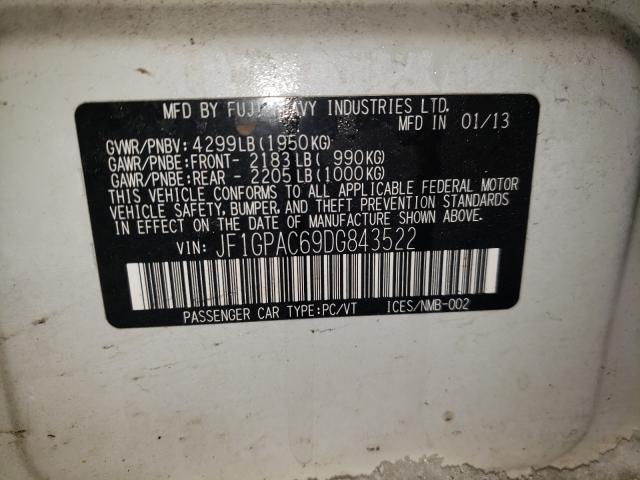 MFD BY FUJI HEAVY INDUSTRIES LTD.
MFD IN 01/13
GVWR/PNBV: 4299LB(1950KG)
GAWR/PNBE:FRONT- 2183LB( 990KG)
GAWR/PNBE:REAR - 2205LB(1000KG)
THIS VEHICLE CONFORMS TO ALL APPLICABLE FEDERAL MOTOR
VEHICLE SAFETY, BUMPER, AND THEFT PREVENTION STANDARDS
IN EFFECT ON THE DATE OF MANUFACTURE SHOWN ABOVE.
VIN: JF1GPAC69DG843522
PASSENGER CAR TYPE:PC/VT ICES/NMB-002